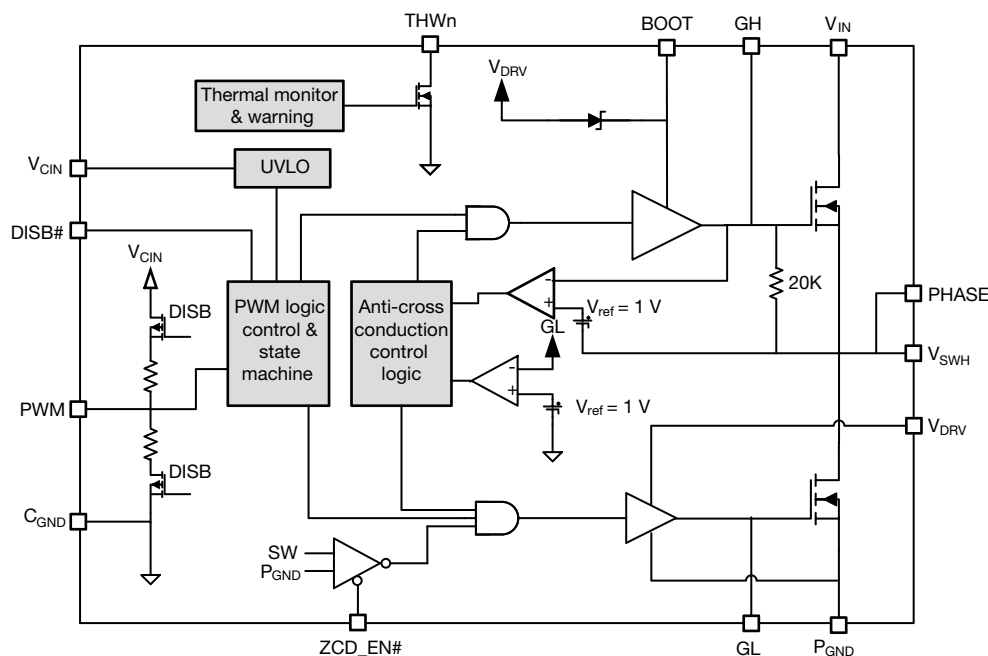 THWn
BOOT
GH
VIN
VDRV
Thermal monitor
& warning
VCIN
UVLO
DISB#
VCIN
DISB
PWM logic
control &
state
machine
Anti-cross
conduction
control
logic
Vref = 1 V
20K
PHASE
GL
VSWH
Vref = 1 V
PWM
VDRV
DISB
CGND
SW
PGND
ZCD_EN#
GL
PGND
- 
+
-
+